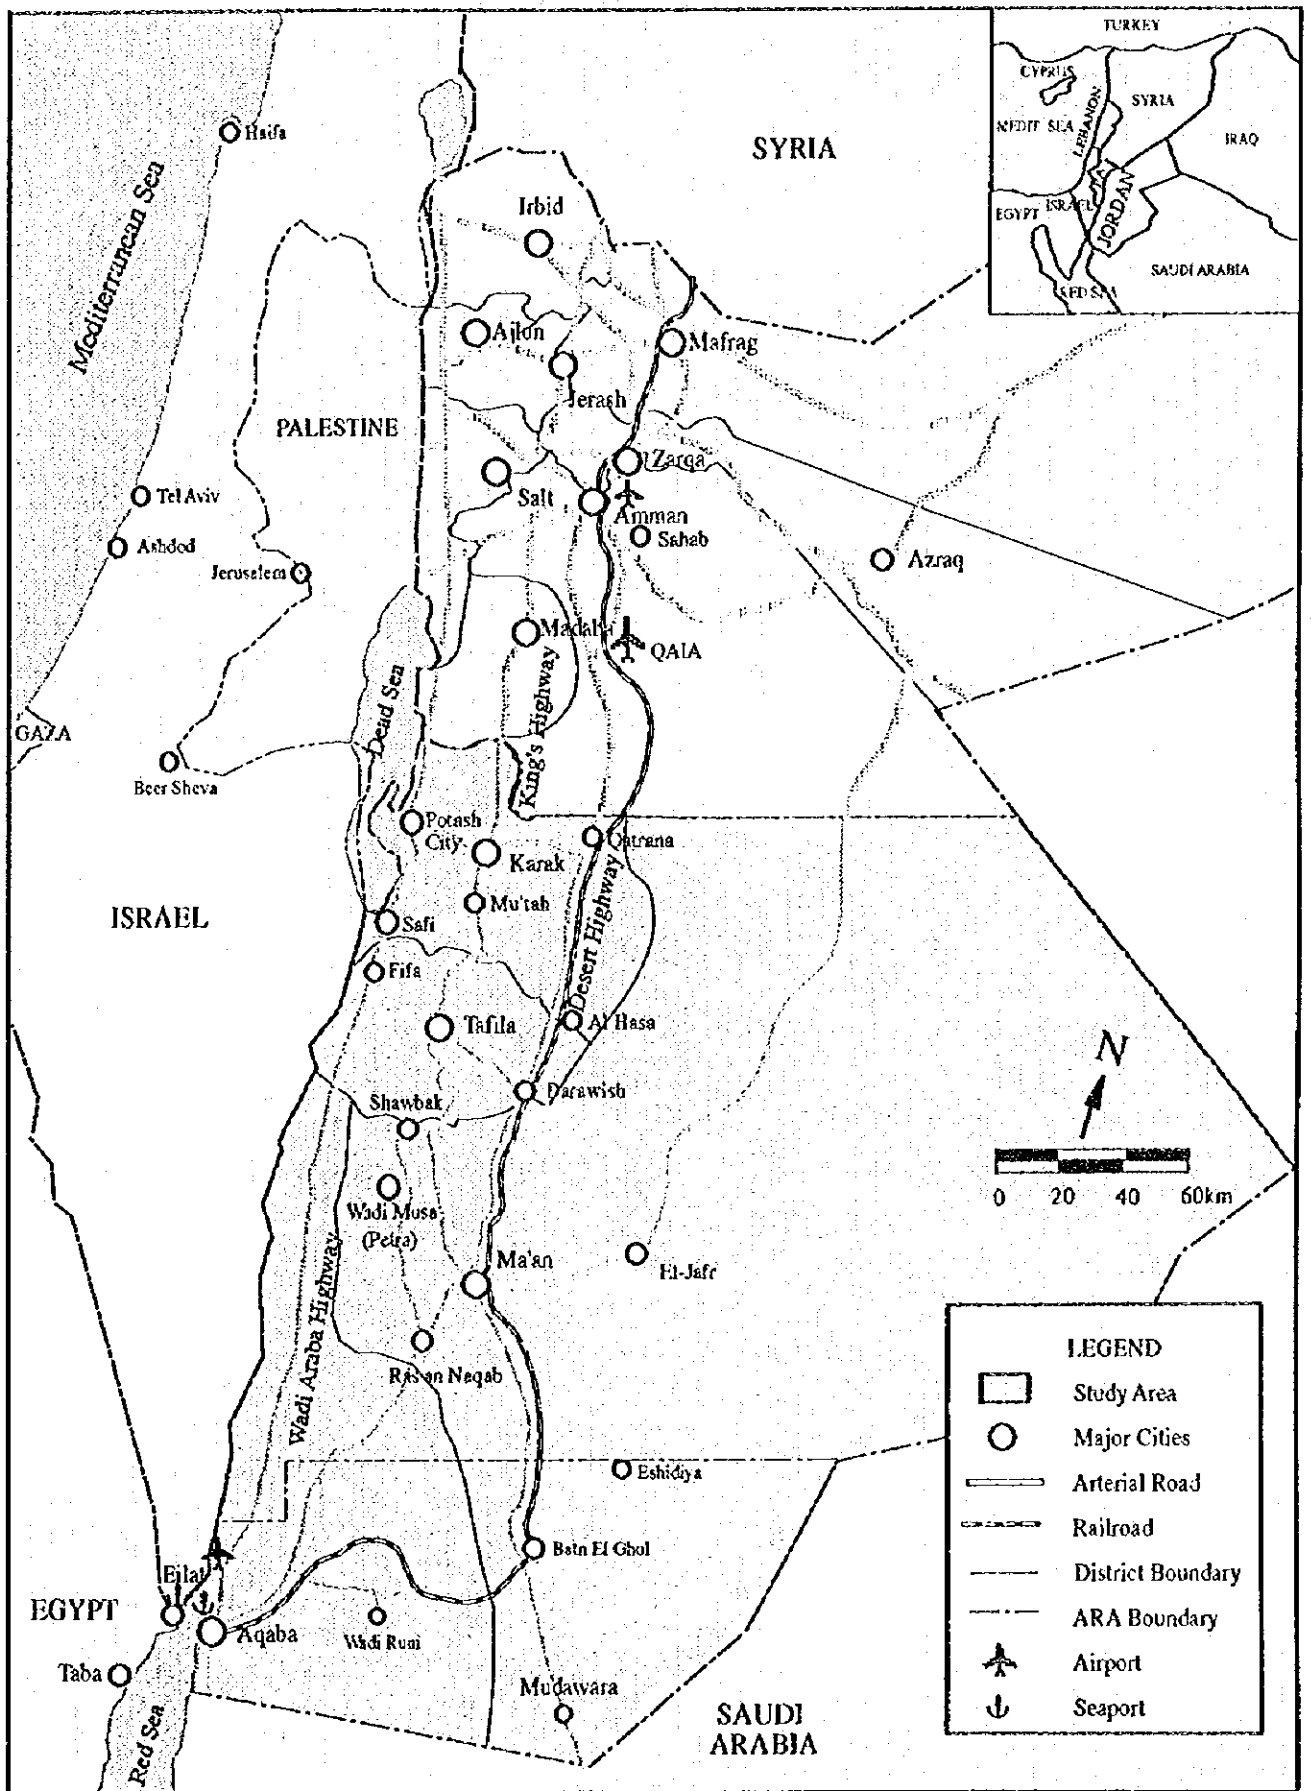 TURKEY
CYPRUS
SYRIA
LEBANON
MEDIT SEA
IRAQ
EGYPT
ISRAEL
JORDAN
SAUDI ARABIA
RED SEA
Haifa
SYRIA
Mediterranean Sea
Irbid
Ajlon
Mafrag
Jerash
PALESTINE
Zarqa
Salt
Tel Aviv
Amman
Sahab
Ashdod
Azraq
Jerusalem
Madaba
QAIA
Dead Sea
King's Highway
GAZA
Beer Sheva
Potash
City
Qatrana
Karak
Mu'tah
ISRAEL
Safi
Desert Highway
Fifa
Tafila
Al Hasa
N
Darawish
Shawbak
0 20 40 60km
Wadi Musa
(Petra)
Ma'an
El-Jafr
Wadi Araba Highway
Ras an Naqab
LEGEND
Study Area
Major Cities
Arterial Road
Railroad
District Boundary
ARA Boundary
Airport
Seaport
Eshidiya
Batn El Ghol
Eilat
EGYPT
Aqaba
Wadi Rum
Taba
Mudawara
SAUDI
ARABIA
Red Sea